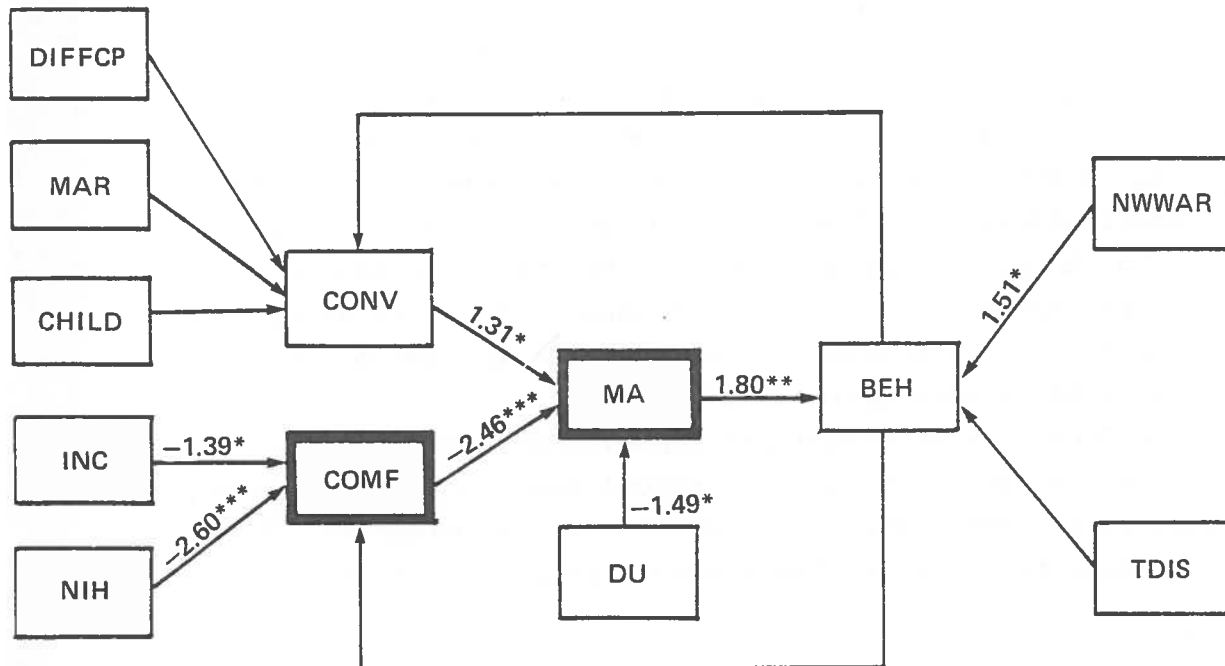 DIFFCP
MAR
CHILD
INC
NIH
CONV
COMF
MA
DU
BEH
NWWAR
TDIS
1.31*
−1.39*
−2.60***
−2.46***
−1.49*
1.80**
1.51*